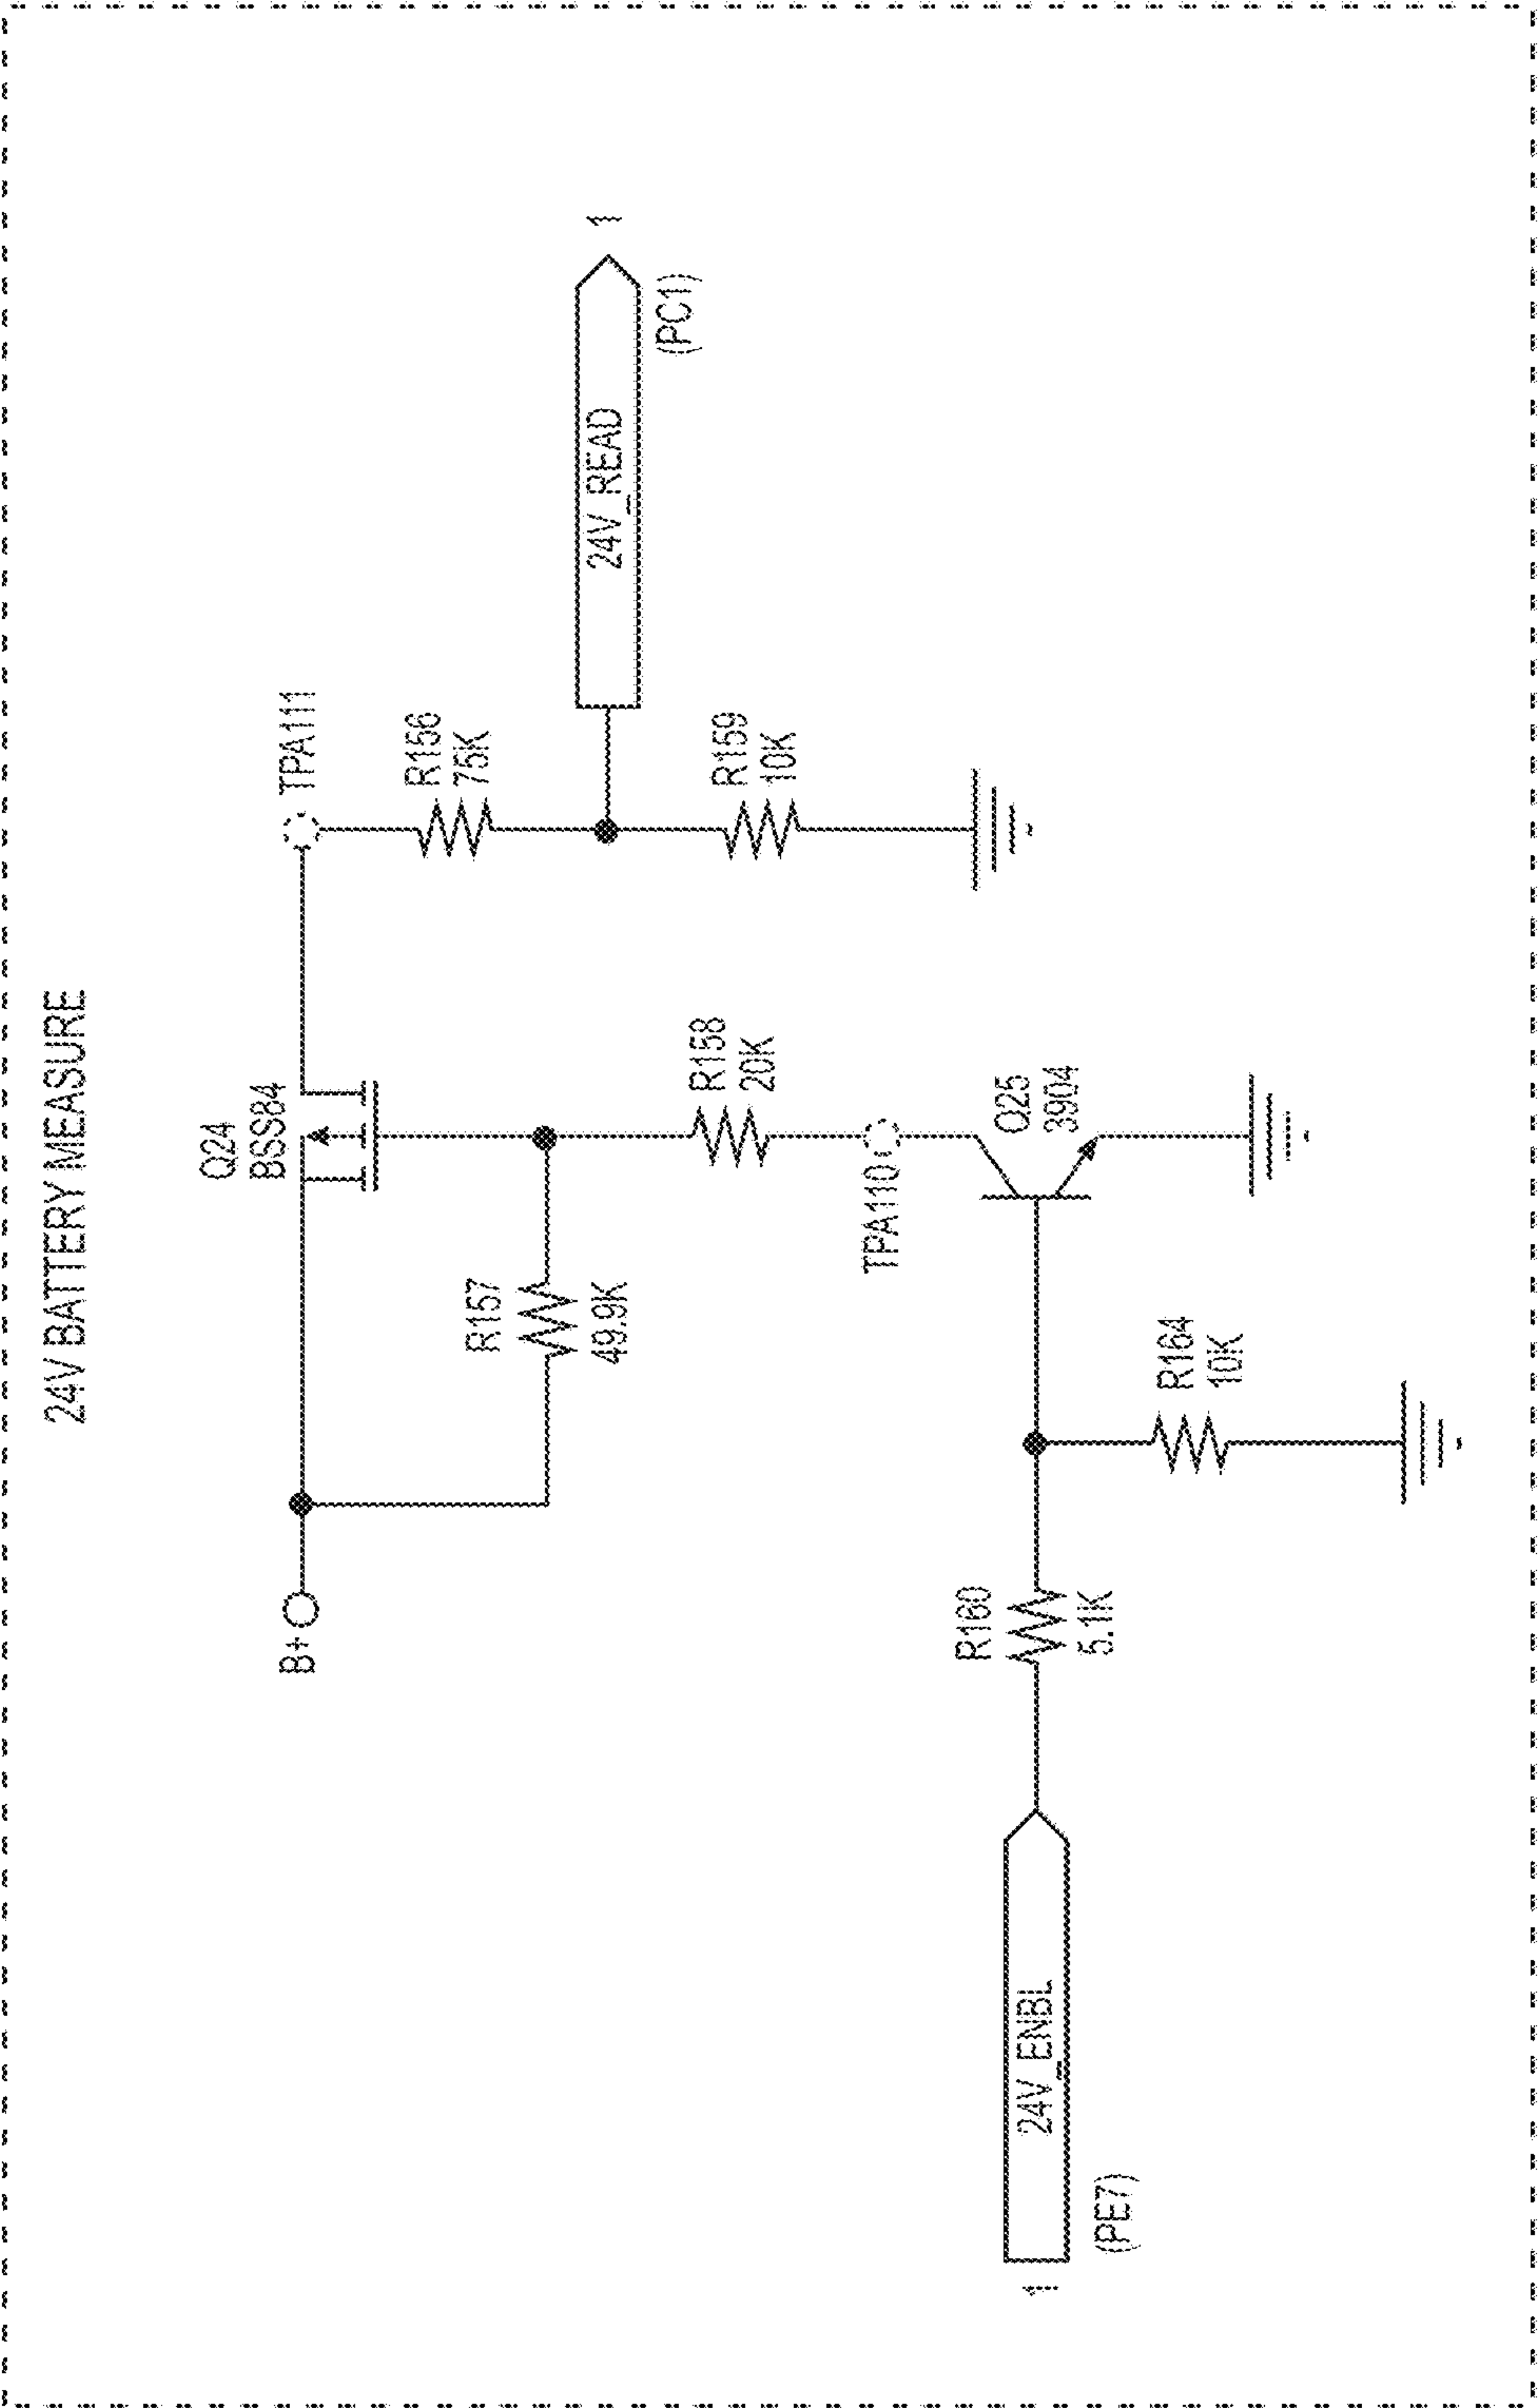 24V BATTERY MEASURE
Q24
BSS84
B+
TPA111
R156
75K
R157
49.9K
24V_READ
1
(PC1)
R158
20K
R159
10K
TPA110
Q25
3904
R160
5.1K
R164
10K
1
24V_ENBL
(PE7)